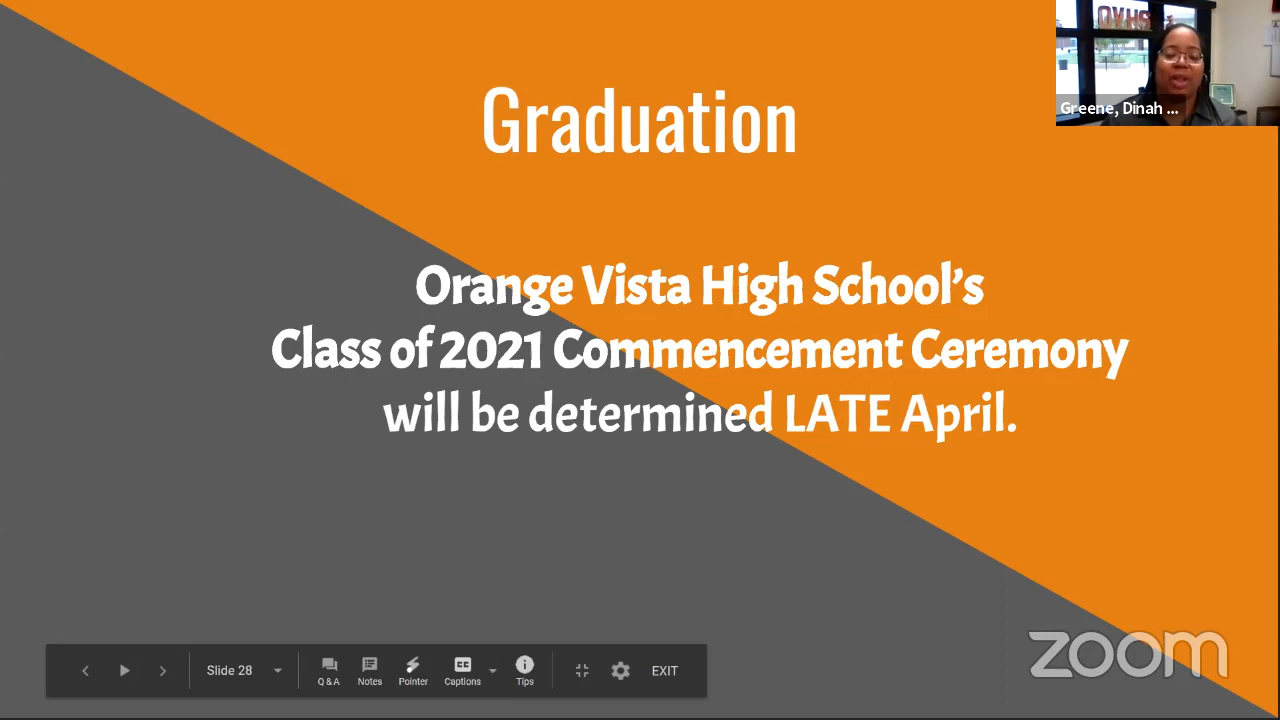 Graduation
Greene, Dinah ...
Orange Vista High School’s
Class of 2021 Commencement Ceremony
will be determined LATE April.
Slide 28
Q & A
Notes
Pointer
CC
Captions
Tips
EXIT
zoom